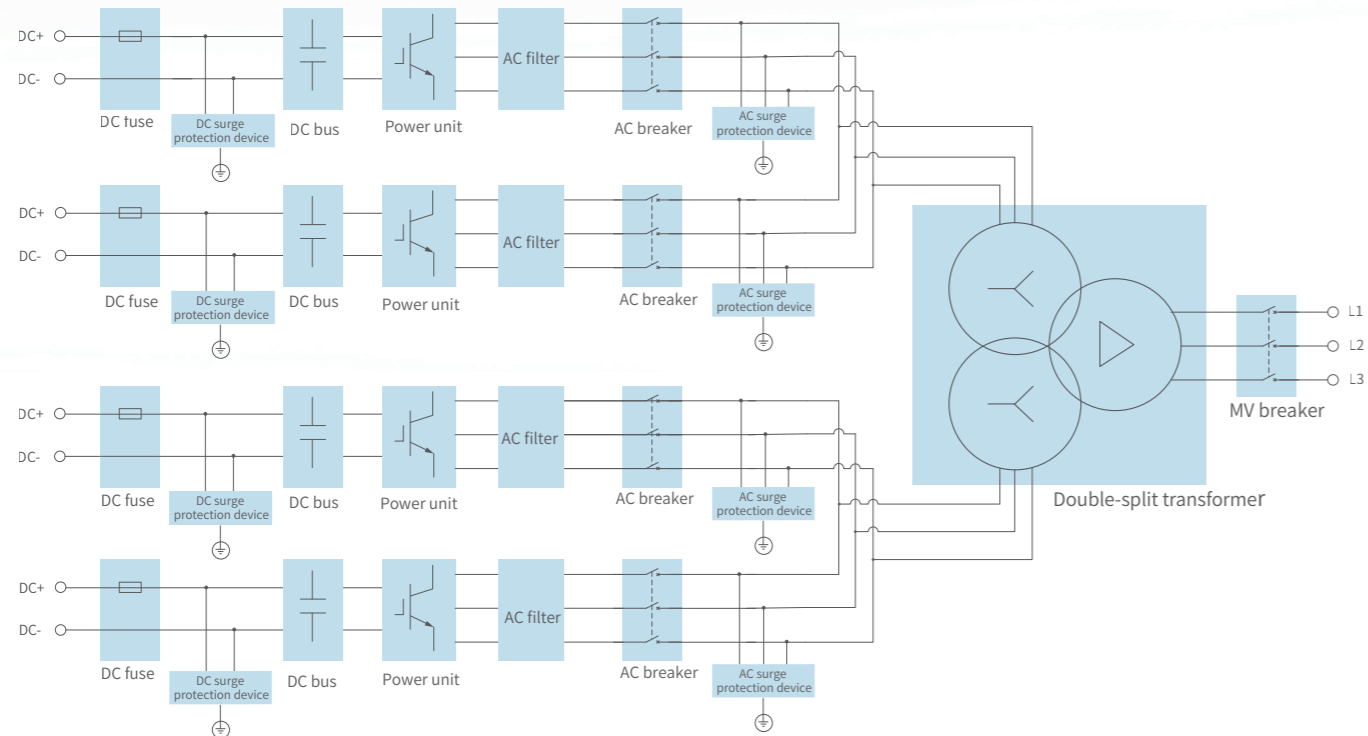 DC+
DC-
DC fuse
DC surge
protection device
DC bus
Power unit
AC filter
AC breaker
AC surge
protection device
DC+
DC-
DC fuse
DC surge
protection device
DC bus
Power unit
AC filter
AC breaker
AC surge
protection device
DC+
DC-
DC fuse
DC surge
protection device
DC bus
Power unit
AC filter
AC breaker
AC surge
protection device
DC+
DC-
DC fuse
DC surge
protection device
DC bus
Power unit
AC filter
AC breaker
AC surge
protection device
Double-split transformer
L1
L2
L3
MV breaker